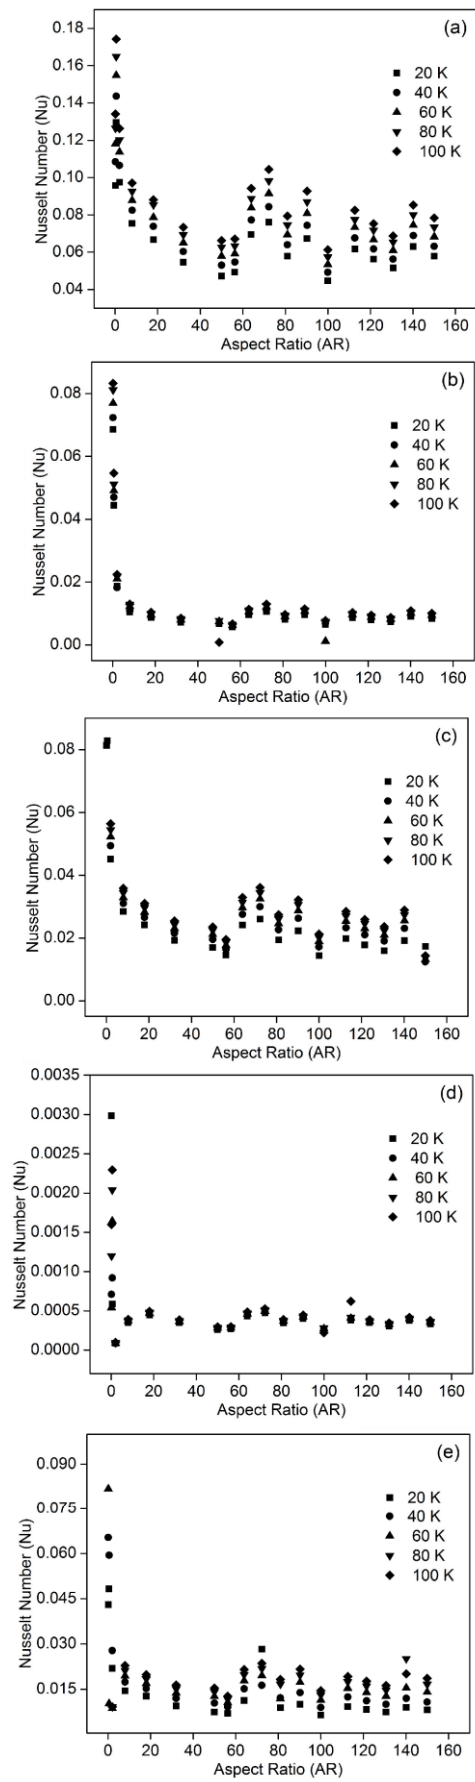 (a)
0.18
0.16
0.14
0.12
0.10
0.08
0.06
0.04
Nusselt Number (Nu)
20 K
40 K
60 K
80 K
100 K
0 20 40 60 80 100 120 140 160
Aspect Ratio (AR)
(b)
0.08
0.06
0.04
0.02
0.00
Nusselt Number (Nu)
20 K
40 K
60 K
80 K
100 K
0 20 40 60 80 100 120 140 160
Aspect Ratio (AR)
(c)
0.08
0.06
0.04
0.02
0.00
Nusselt Number (Nu)
20 K
40 K
60 K
80 K
100 K
0 20 40 60 80 100 120 140 160
Aspect Ratio (AR)
(d)
0.0035
0.0030
0.0025
0.0020
0.0015
0.0010
0.0005
0.0000
Nusselt Number (Nu)
20 K
40 K
60 K
80 K
100 K
0 20 40 60 80 100 120 140 160
Aspect Ratio (AR)
(e)
0.090
0.075
0.060
0.045
0.030
0.015
Nusselt Number (Nu)
20 K
40 K
60 K
80 K
100 K
0 20 40 60 80 100 120 140 160
Aspect Ratio (AR)